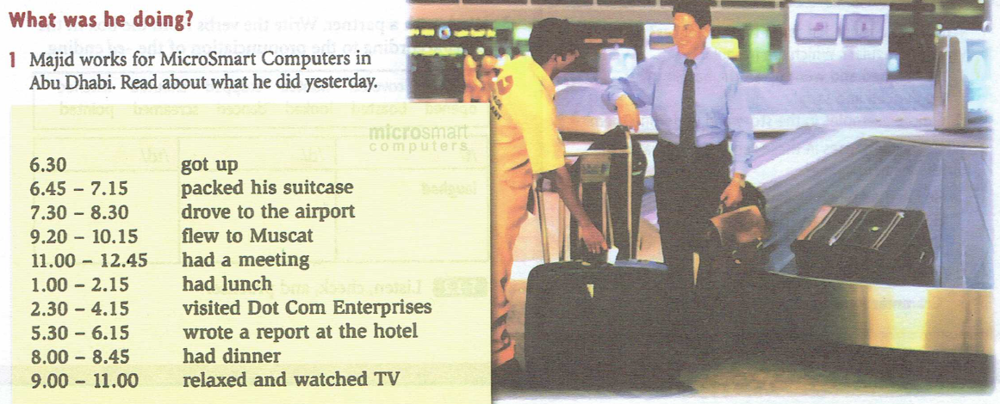 What was he doing?
1 Majid works for MicroSmart Computers in
Abu Dhabi. Read about what he did yesterday.
microsmart
computers
6.30 got up
6.45 – 7.15 packed his suitcase
7.30 – 8.30 drove to the airport
9.20 – 10.15 flew to Muscat
11.00 – 12.45 had a meeting
1.00 – 2.15 had lunch
2.30 – 4.15 visited Dot Com Enterprises
5.30 – 6.15 wrote a report at the hotel
8.00 – 8.45 had dinner
9.00 – 11.00 relaxed and watched TV